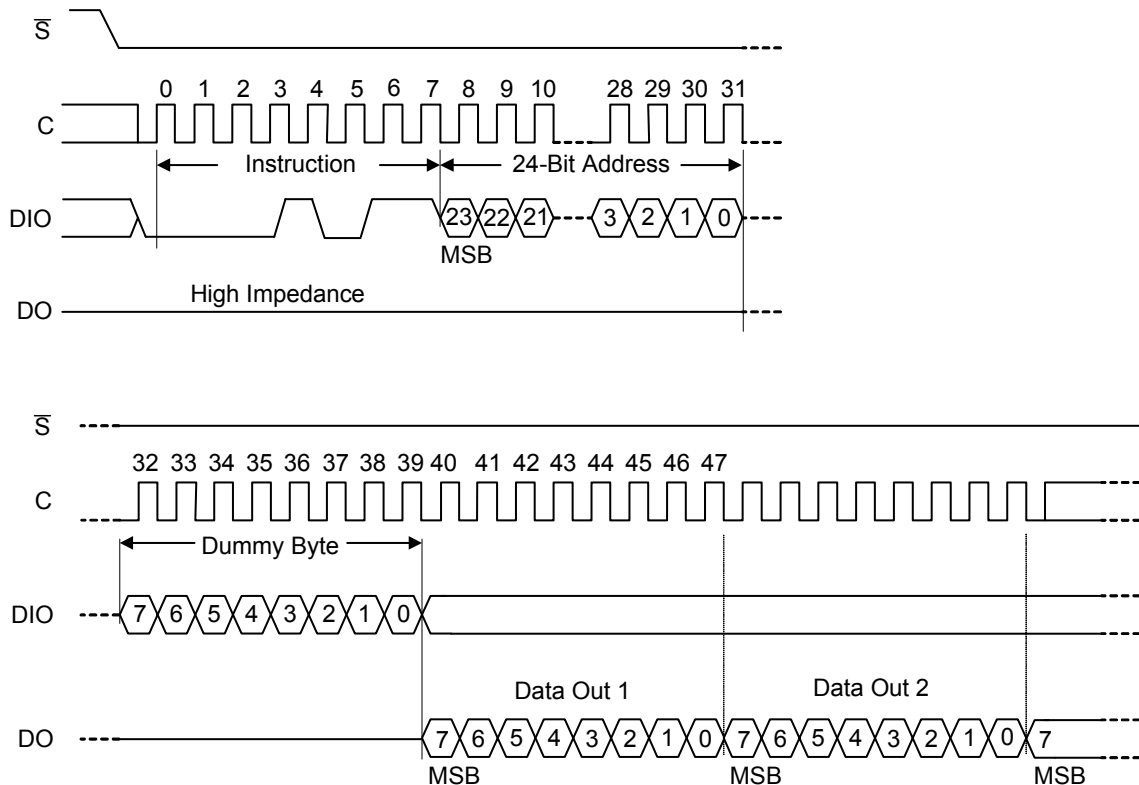 S̅
0 1 2 3 4 5 6 7 8 9 10 28 29 30 31
C
Instruction 24-Bit Address
DIO 23 22 21 3 2 1 0
MSB
High Impedance
DO
S̅
32 33 34 35 36 37 38 39 40 41 42 43 44 45 46 47
C
Dummy Byte
DIO 7 6 5 4 3 2 1 0
Data Out 1 Data Out 2
DO 7 6 5 4 3 2 1 0 7 6 5 4 3 2 1 0 7
MSB MSB MSB